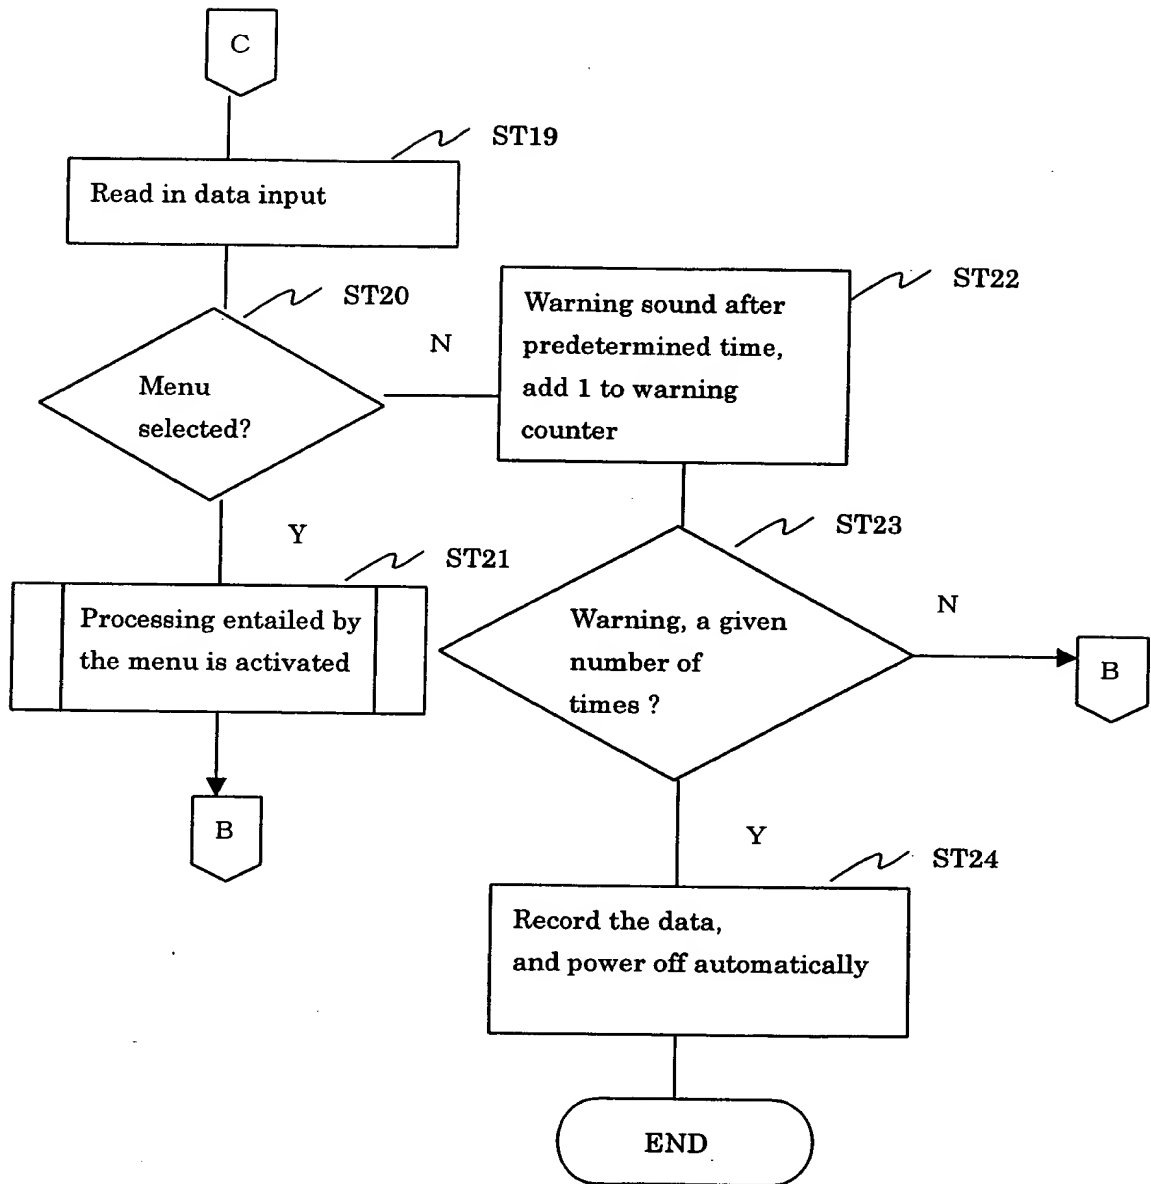 C
ST19
Read in data input
ST20
Menu
selected?
N
ST22
Warning sound after
predetermined time,
add 1 to warning
counter
Y
ST21
Processing entailed by
the menu is activated
B
ST23
Warning, a given
number of
times ?
N
B
Y
ST24
Record the data,
and power off automatically
END